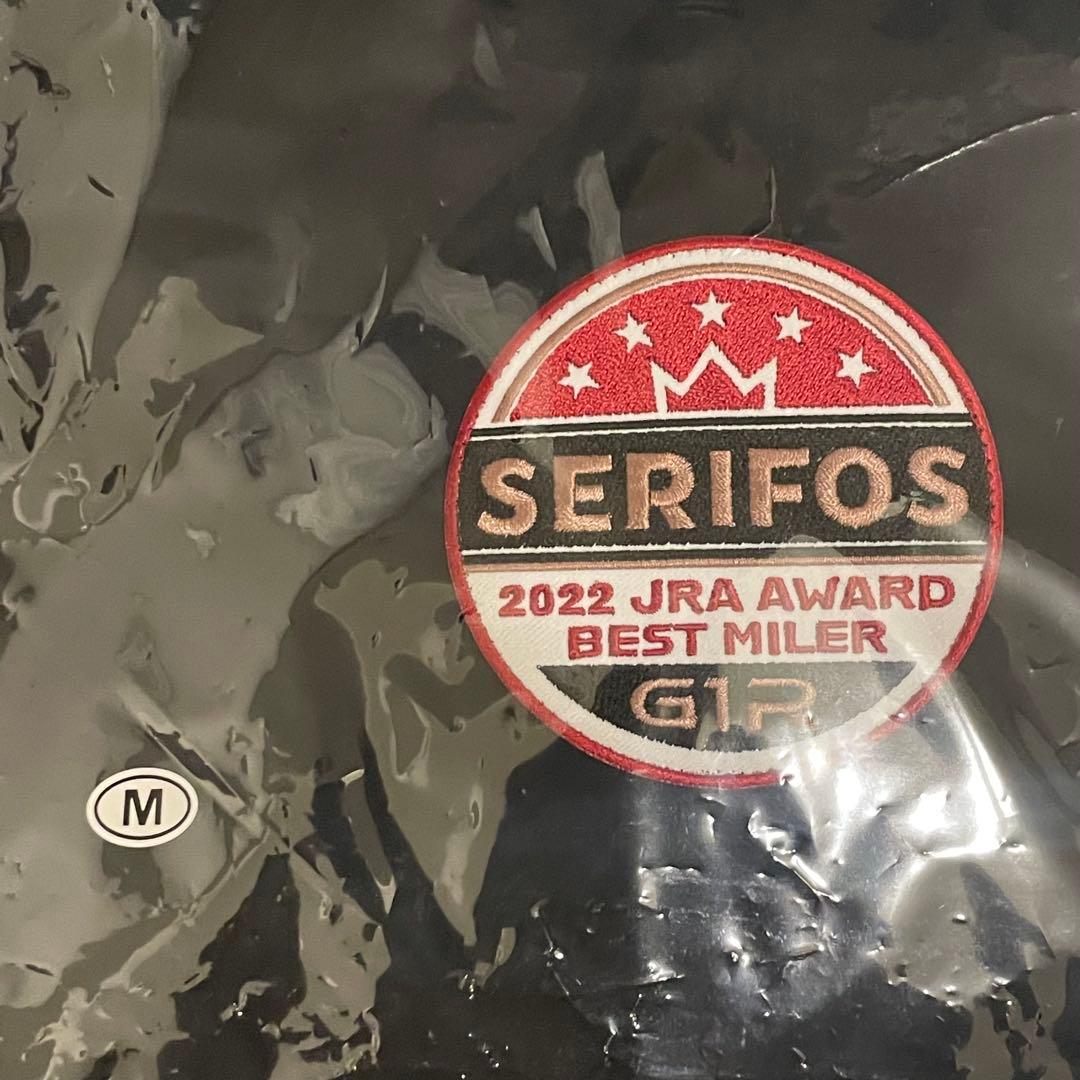 SERIFOS
2022 JRA AWARD
BEST MILER
G1R
M